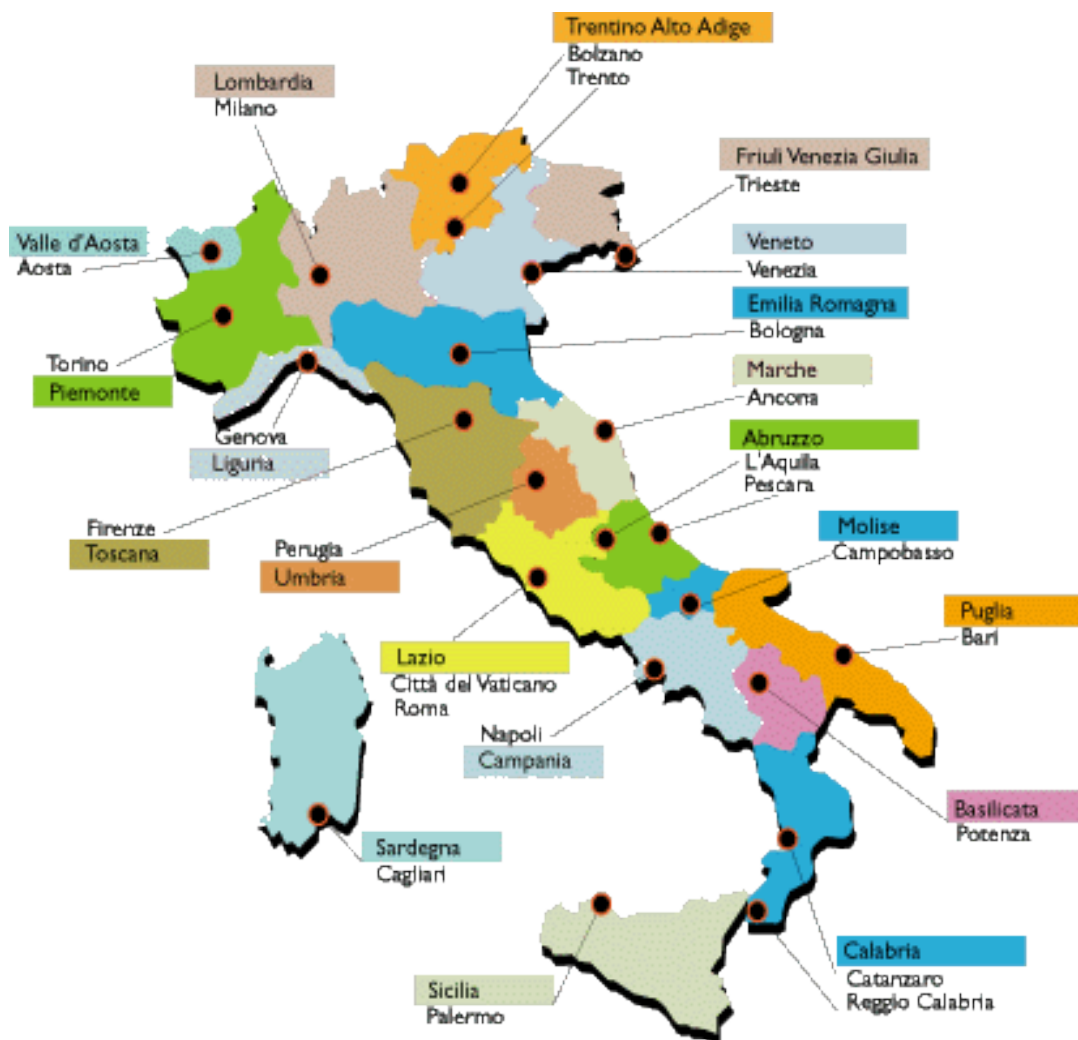 Trentino Alto Adige
Bolzano
Trento
Lombardia
Milano
Friuli Venezia Giulia
Trieste
Valle d'Aosta
Aosta
Veneto
Venezia
Emilia Romagna
Bologna
Torino
Piemonte
Marche
Ancona
Genova
Liguria
Abruzzo
L'Aquilla
Pescara
Firenze
Toscana
Perugia
Umbria
Molise
Campobasso
Puglia
Bari
Lazio
Città del Vaticano
Roma
Napoli
Campania
Basilicata
Potenza
Sardegna
Cagliari
Calabria
Catanzaro
Reggio Calabria
Sicilia
Palermo